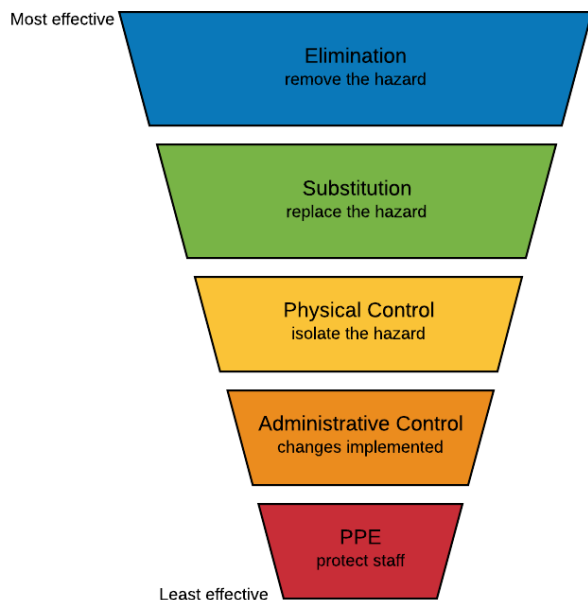 Most effective
Elimination
remove the hazard
Substitution
replace the hazard
Physical Control
isolate the hazard
Administrative Control
changes implemented
PPE
protect staff
Least effective